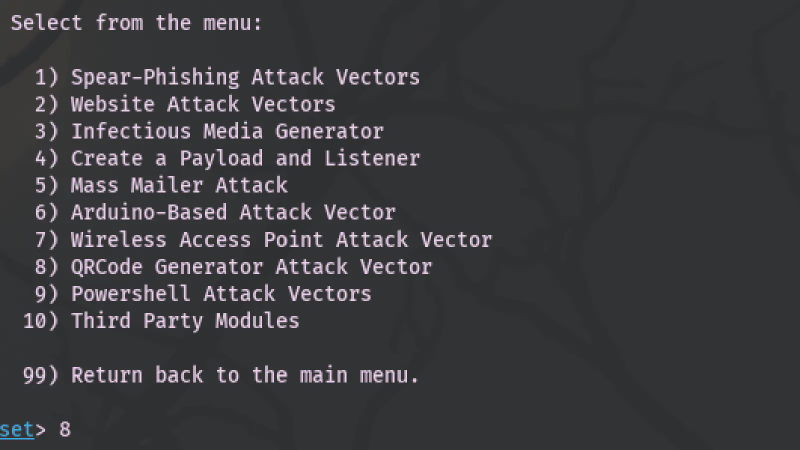 Select from the menu:
1) Spear-Phishing Attack Vectors
2) Website Attack Vectors
3) Infectious Media Generator
4) Create a Payload and Listener
5) Mass Mailer Attack
6) Arduino-Based Attack Vector
7) Wireless Access Point Attack Vector
8) QRCode Generator Attack Vector
9) Powershell Attack Vectors
10) Third Party Modules
99) Return back to the main menu.
set> 8